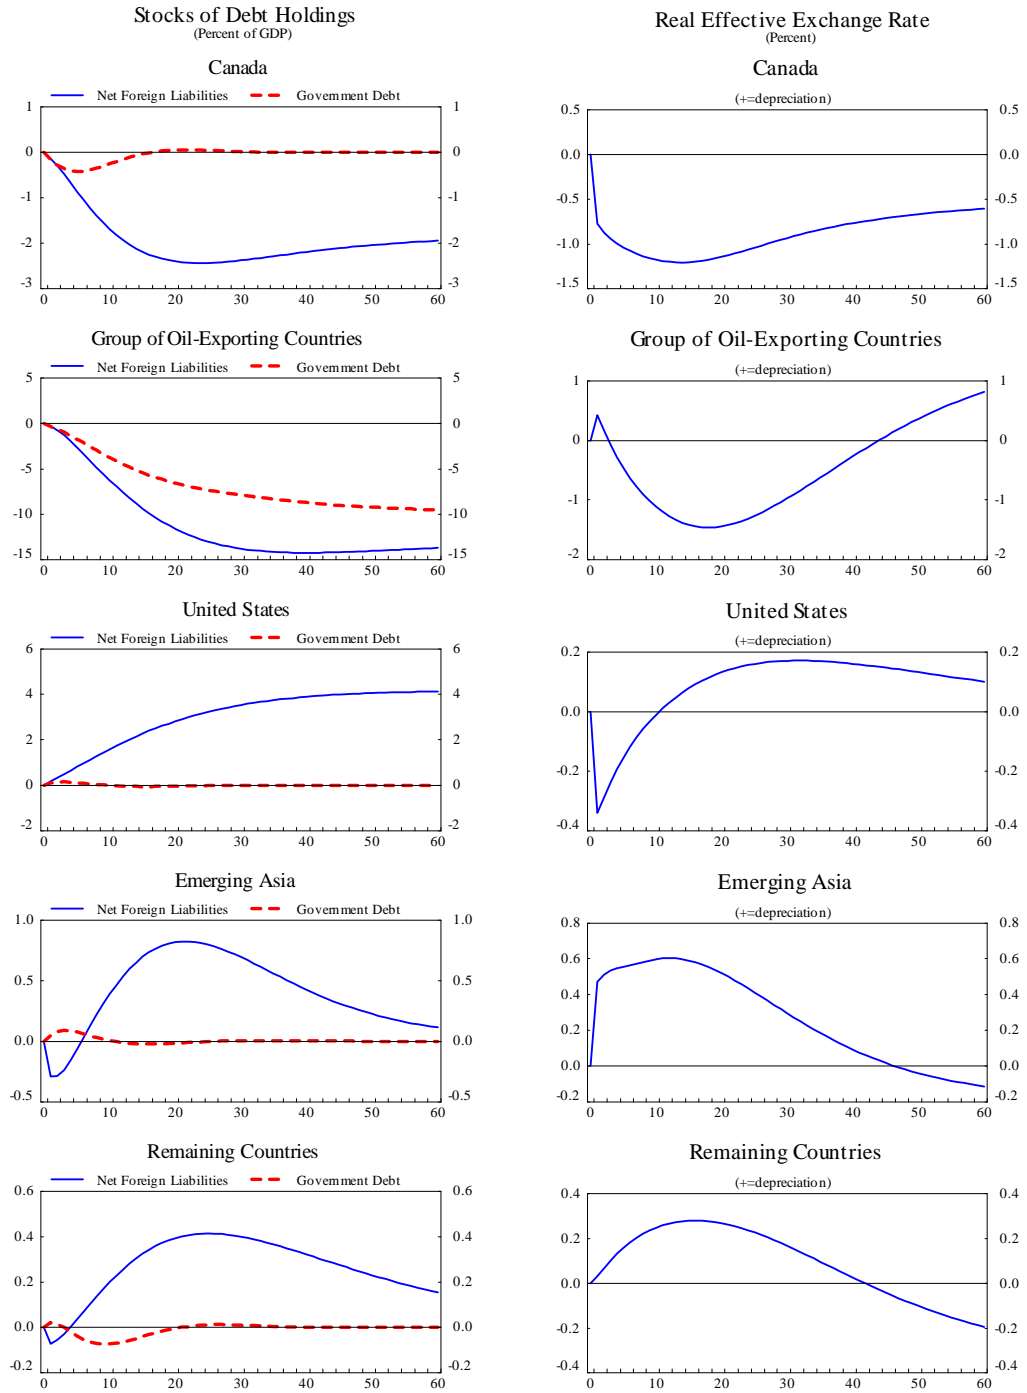 Stocks of Debt Holdings
(Percent of GDP)
Real Effective Exchange Rate
(Percent)
Canada
Net Foreign Liabilities Government Debt
1 1
0 0
-1 -1
-2 -2
-3 -3
0 10 20 30 40 50 60
Canada
(+=depreciation)
0.5 0.5
0.0 0.0
-0.5 -0.5
-1.0 -1.0
-1.5 -1.5
0 10 20 30 40 50 60
Group of Oil-Exporting Countries
Net Foreign Liabilities Government Debt
5 5
0 0
-5 -5
-10 -10
-15 -15
0 10 20 30 40 50 60
Group of Oil-Exporting Countries
(+=depreciation)
1 1
0 0
-1 -1
-2 -2
0 10 20 30 40 50 60
United States
Net Foreign Liabilities Government Debt
6 6
4 4
2 2
0 0
-2 -2
0 10 20 30 40 50 60
United States
(+=depreciation)
0.2 0.2
0.0 0.0
-0.2 -0.2
-0.4 -0.4
0 10 20 30 40 50 60
Emerging Asia
Net Foreign Liabilities Government Debt
1.0 1.0
0.5 0.5
0.0 0.0
-0.5 -0.5
0 10 20 30 40 50 60
Emerging Asia
(+=depreciation)
0.8 0.8
0.6 0.6
0.4 0.4
0.2 0.2
0.0 0.0
-0.2 -0.2
0 10 20 30 40 50 60
Remaining Countries
Net Foreign Liabilities Government Debt
0.6 0.6
0.4 0.4
0.2 0.2
0.0 0.0
-0.2 -0.2
0 10 20 30 40 50 60
Remaining Countries
(+=depreciation)
0.4 0.4
0.2 0.2
0.0 0.0
-0.2 -0.2
-0.4 -0.4
0 10 20 30 40 50 60